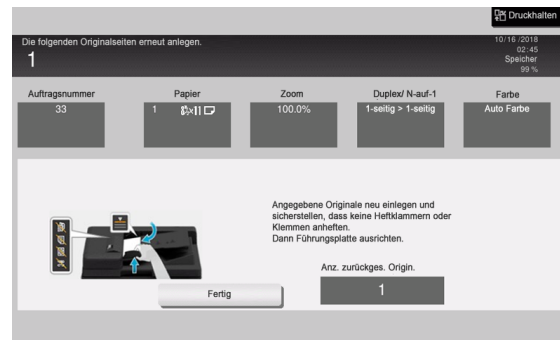 Druckhalten
Die folgenden Originalseiten erneut anlegen.
1
10/16 /2018
02:45
Speicher
99 %
Auftragsnummer
33
Papier
1
Zoom
100.0%
Duplex/ N-auf-1
1-seitig > 1-seitig
Farbe
Auto Farbe
Angegebene Originale neu einlegen und
sicherstellen, dass keine Heftklammern oder
Klemmen anheften.
Dann Führungsplatte ausrichten.
Anz. zurückges. Origin.
1
Fertig